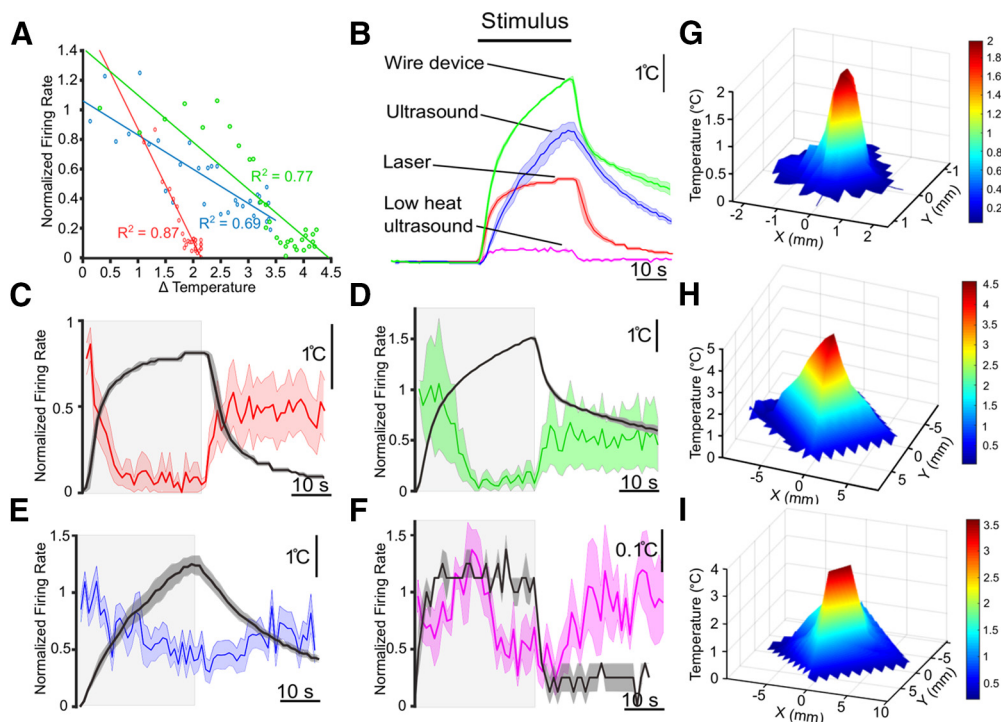 A
Normalized Firing Rate
1.4
1.2
1
0.8
0.6
0.4
0.2
0
R² = 0.77
R² = 0.69
R² = 0.87
0 0.5 1 1.5 2 2.5 3 3.5 4 4.5
Δ Temperature
B
Stimulus
1°C
Wire device
Ultrasound
Laser
Low heat
ultrasound
10 s
G
Temperature (°C)
2
1.5
1
0.5
0
-2 -1 0 1 2
X (mm)
-1
0
1
Y (mm)
2
1.8
1.6
1.4
1.2
1
0.8
0.6
0.4
0.2
C
Normalized Firing Rate
1
0.5
0
1°C
10 s
D
Normalized Firing Rate
1.5
1
0.5
0
1°C
10 s
H
Temperature (°C)
5
4
3
2
1
0
-5 0 5
X (mm)
-5
0
5
Y (mm)
4.5
4
3.5
3
2.5
2
1.5
1
0.5
E
Normalized Firing Rate
1.5
1
0.5
0
1°C
10 s
F
Normalized Firing Rate
1.5
1
0.5
0
0.1°C
10 s
I
Temperature (°C)
4
3
2
1
0
-5 0 5 10
X (mm)
-5
0
5
10
Y (mm)
3.5
3
2.5
2
1.5
1
0.5